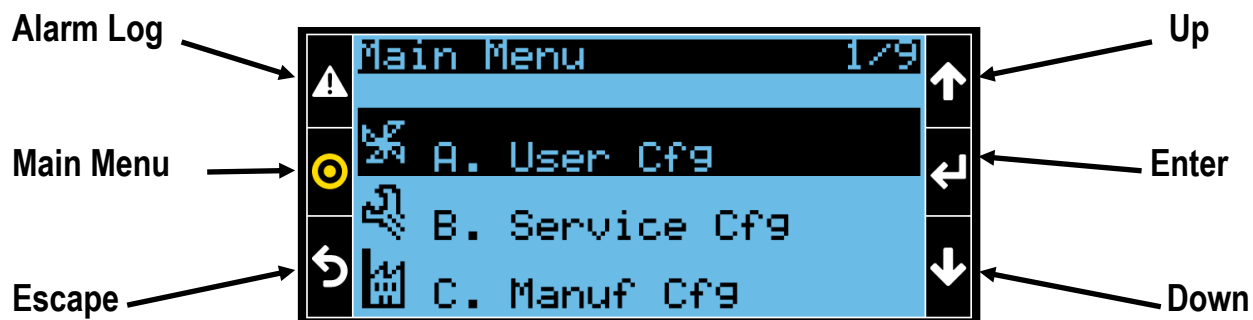 Alarm Log
Up
Main Menu 1/9
A. User Cfg
Main Menu
Enter
B. Service Cfg
C. Manuf Cfg
Escape
Down